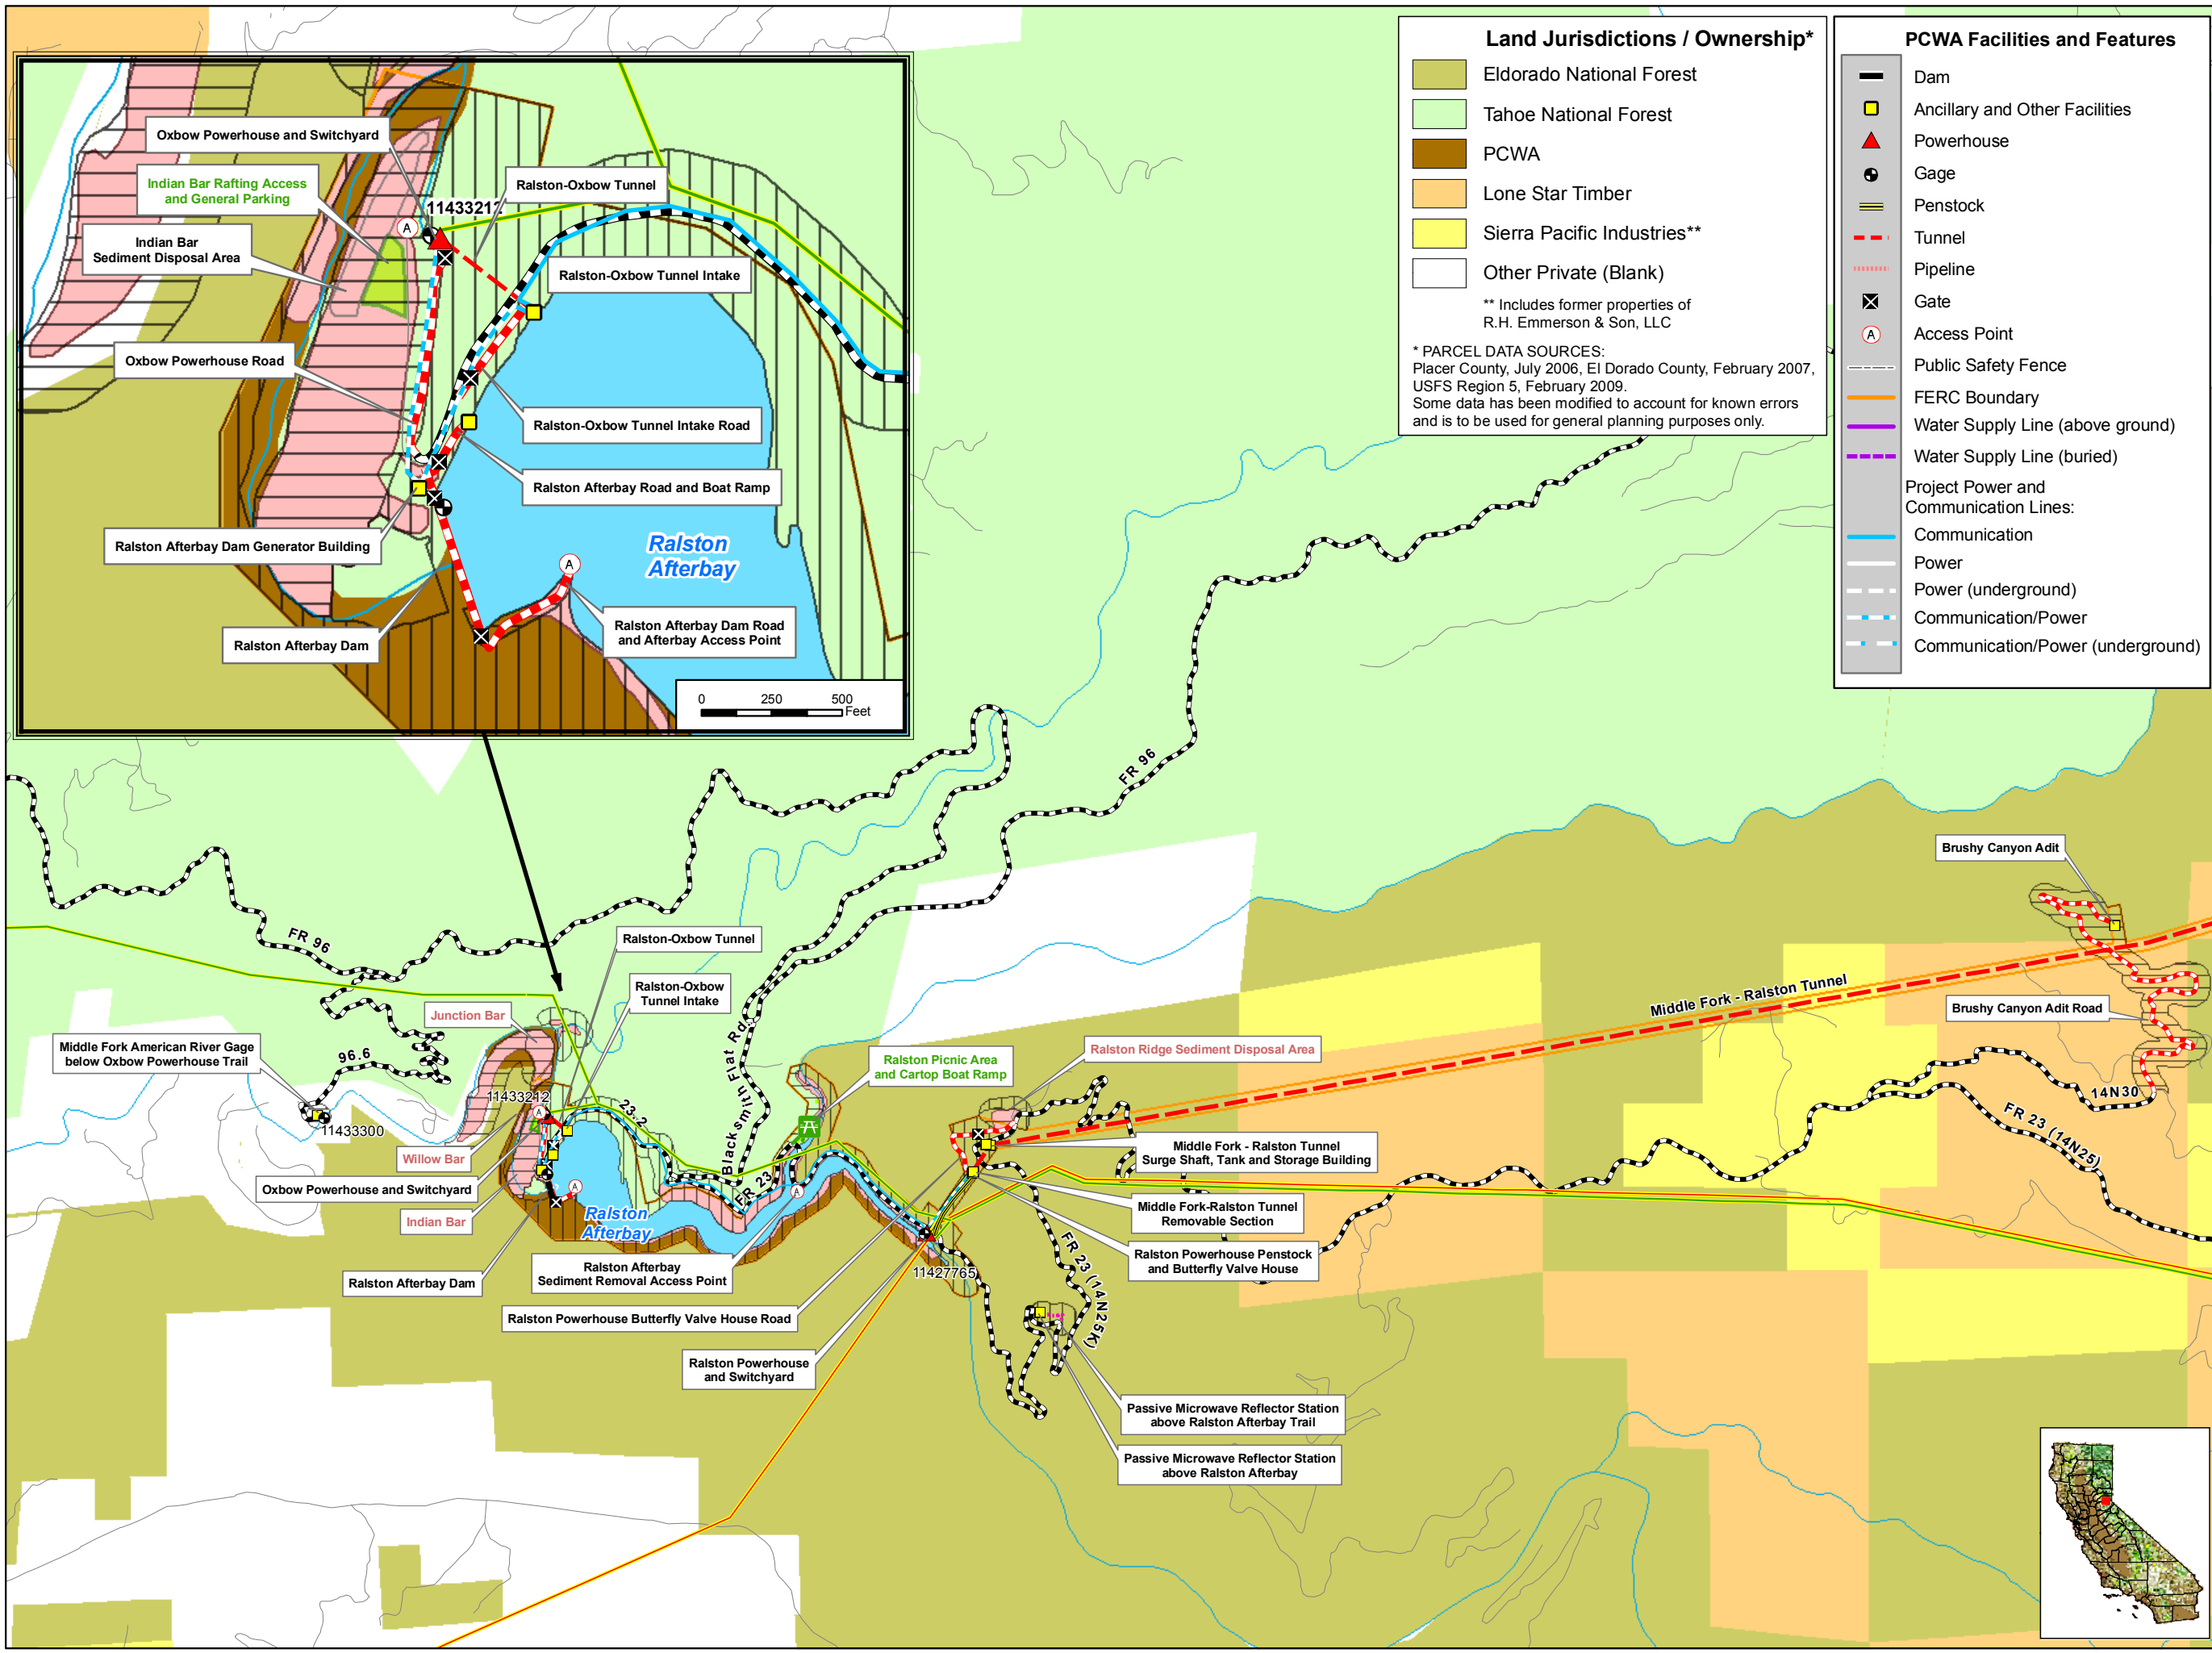 Oxbow Powerhouse and Switchyard
Indian Bar Rafting Access
and General Parking
Indian Bar
Sediment Disposal Area
11433212
Ralston-Oxbow Tunnel
Ralston-Oxbow Tunnel Intake
Oxbow Powerhouse Road
Ralston-Oxbow Tunnel Intake Road
Ralston Afterbay Road and Boat Ramp
Ralston Afterbay Dam Generator Building
Ralston
Afterbay
Ralston Afterbay Dam
Ralston Afterbay Dam Road
and Afterbay Access Point
A
A
0 250 500
Feet
Land Jurisdictions / Ownership*
Eldorado National Forest
Tahoe National Forest
PCWA
Lone Star Timber
Sierra Pacific Industries**
Other Private (Blank)
** Includes former properties of
R.H. Emmerson & Son, LLC
* PARCEL DATA SOURCES:
Placer County, July 2006, El Dorado County, February 2007,
USFS Region 5, February 2009.
Some data has been modified to account for known errors
and is to be used for general planning purposes only.
PCWA Facilities and Features
Dam
Ancillary and Other Facilities
Powerhouse
Gage
Penstock
Tunnel
Pipeline
Gate
A Access Point
Public Safety Fence
FERC Boundary
Water Supply Line (above ground)
Water Supply Line (buried)
Project Power and
Communication Lines:
Communication
Power
Power (underground)
Communication/Power
Communication/Power (underground)
FR 96
FR 96
Brushy Canyon Adit
Ralston-Oxbow Tunnel
Ralston-Oxbow
Tunnel Intake
Middle Fork - Ralston Tunnel
Brushy Canyon Adit Road
Junction Bar
Middle Fork American River Gage
below Oxbow Powerhouse Trail
96.6
11433300
11433212
A
23.2
Blacksmith Flat Rd.
FR 23
Ralston Picnic Area
and Cartop Boat Ramp
Ralston Ridge Sediment Disposal Area
14N30
FR 23 (14N25)
Willow Bar
Oxbow Powerhouse and Switchyard
Indian Bar
A
A
Ralston
Afterbay
Middle Fork - Ralston Tunnel
Surge Shaft, Tank and Storage Building
Middle Fork-Ralston Tunnel
Removable Section
Ralston Powerhouse Penstock
and Butterfly Valve House
Ralston Afterbay Dam
Ralston Afterbay
Sediment Removal Access Point
11427765
FR 23 (14N25K)
Ralston Powerhouse Butterfly Valve House Road
Ralston Powerhouse
and Switchyard
Passive Microwave Reflector Station
above Ralston Afterbay Trail
Passive Microwave Reflector Station
above Ralston Afterbay